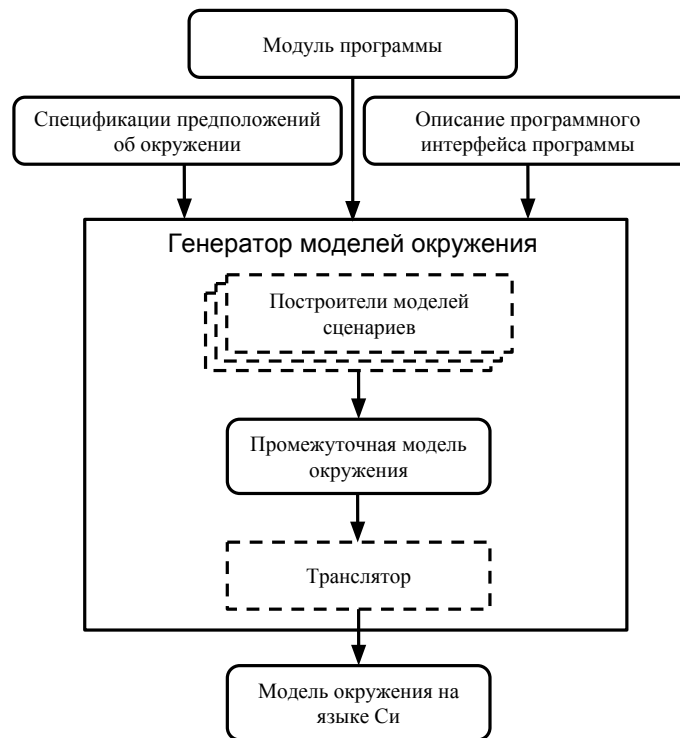 Модуль программы
Спецификации предположений
об окружении
Описание программного
интерфейса программы
Генератор моделей окружения
Построители моделей
сценариев
Промежуточная модель
окружения
Транслятор
Модель окружения на
языке Си